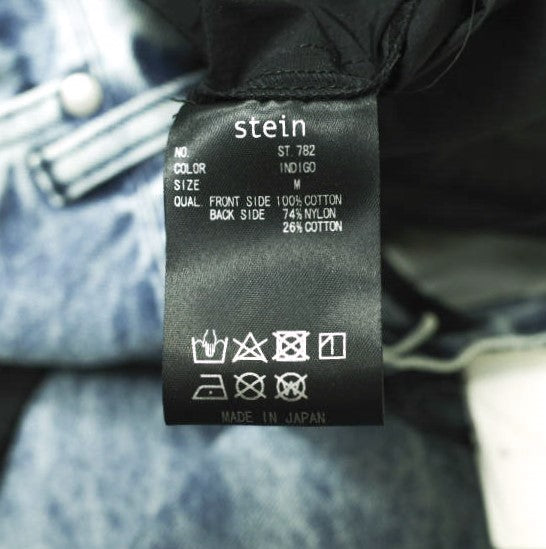 stein
NO. ST. 782
COLOR INDIGO
SIZE M
QUAL. FRONT SIDE 100% COTTON
BACK SIDE 74% NYLON
26% COTTON
W
MADE IN JAPAN